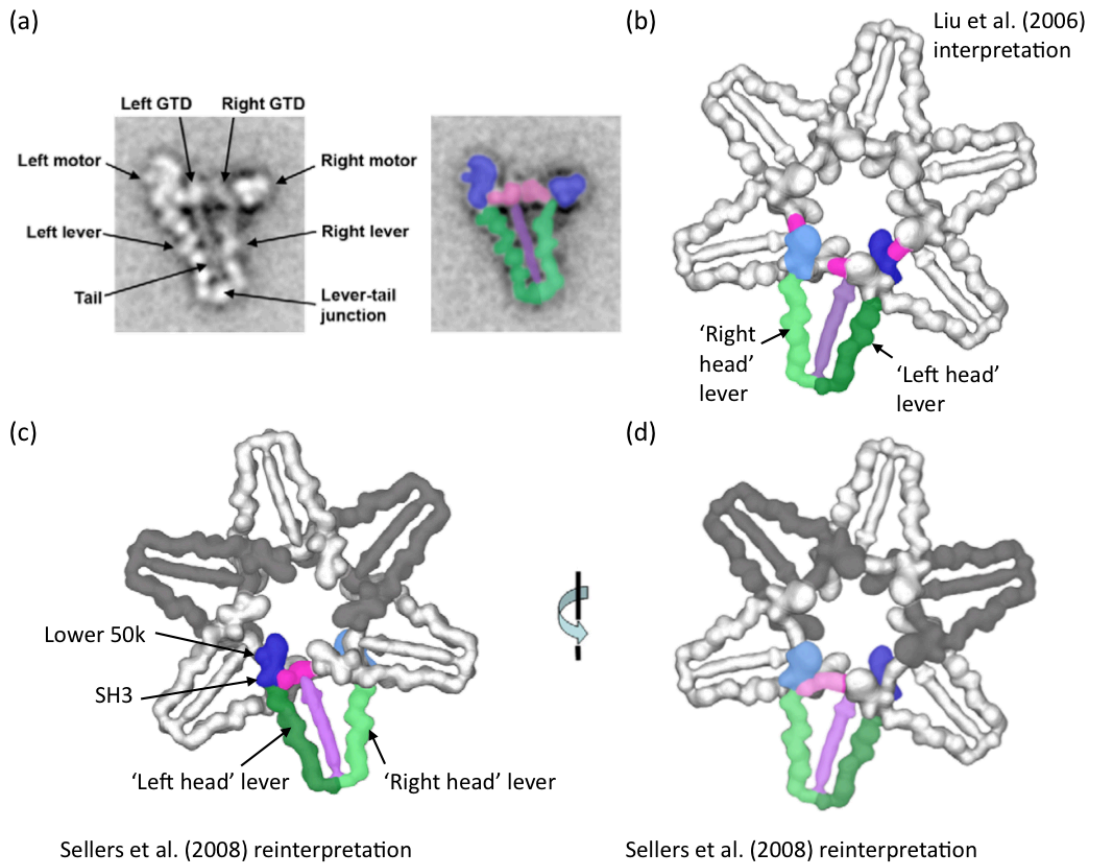 (a)
Left GTD
Right GTD
Left motor
Right motor
Left lever
Right lever
Tail
Lever-tail
junction
(b)
Liu et al. (2006)
interpretation
‘Right
head’
lever
‘Left head’
lever
(c)
Lower 50k
SH3
‘Left head’ lever
‘Right head’ lever
Sellers et al. (2008) reinterpretation
(d)
Sellers et al. (2008) reinterpretation